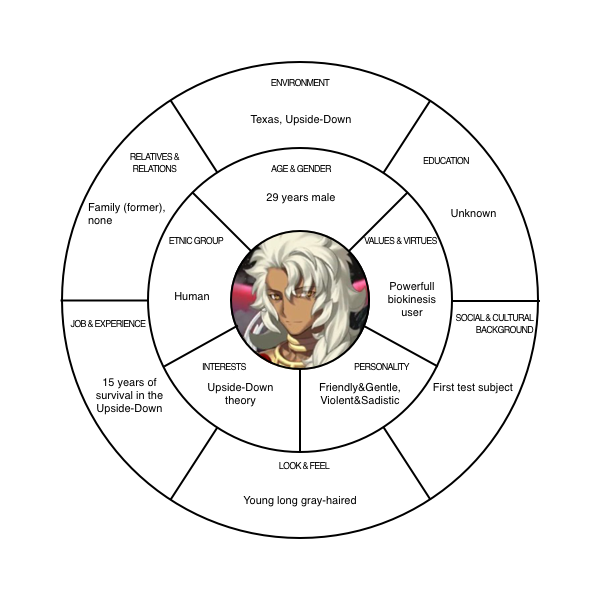 ENVIRONMENT
Texas, Upside-Down
RELATIVES &
RELATIONS
Family (former),
none
AGE & GENDER
29 years male
EDUCATION
Unknown
ETNIC GROUP
Human
VALUES & VIRTUES
Powerfull
biokinesis
user
JOB & EXPERIENCE
15 years of
survival in the
Upside-Down
INTERESTS
Upside-Down
theory
PERSONALITY
Friendly&Gentle,
Violent&Sadistic
SOCIAL & CULTURAL
BACKGROUND
First test subject
LOOK & FEEL
Young long gray-haired